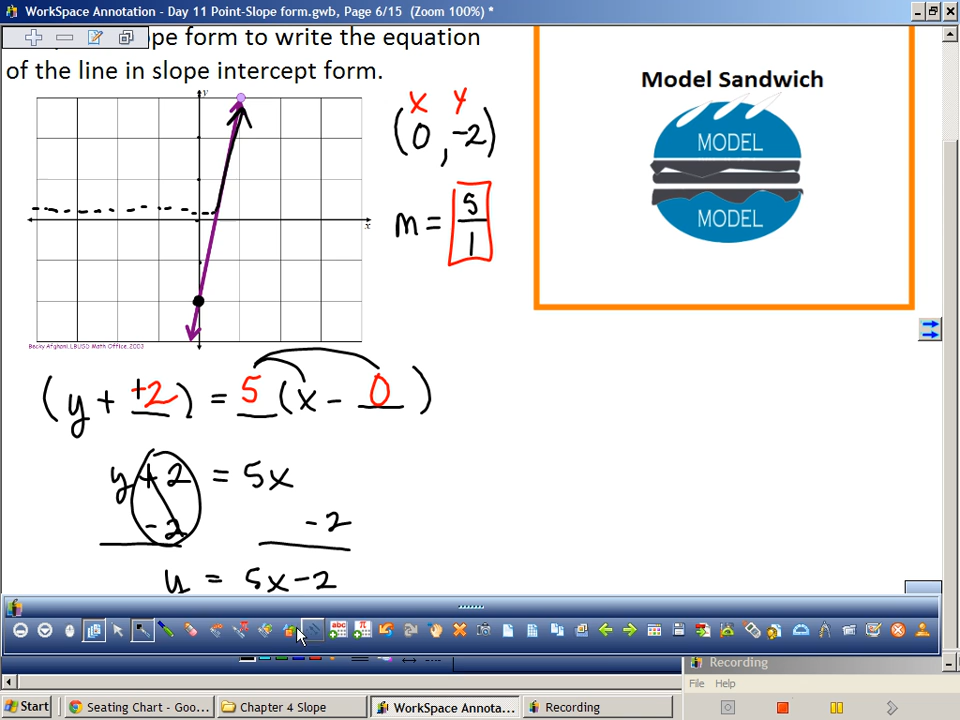 WorkSpace Annotation - Day 11 Point-Slope form.gwb, Page 6/15 (Zoom 100%) *
pe form to write the equation
of the line in slope intercept form.
y
x
Becky Afghani, LBUSD Math Office, 2003
x y
(0, -2)
m = 5/1
Model Sandwich
MODEL
MODEL
(y + +2) = 5(x - 0)
y + 2 = 5x
-2 -2
y = 5x - 2
abc
π
Recording
File Help
Start
Seating Chart - Goo...
Chapter 4 Slope
WorkSpace Annota...
Recording